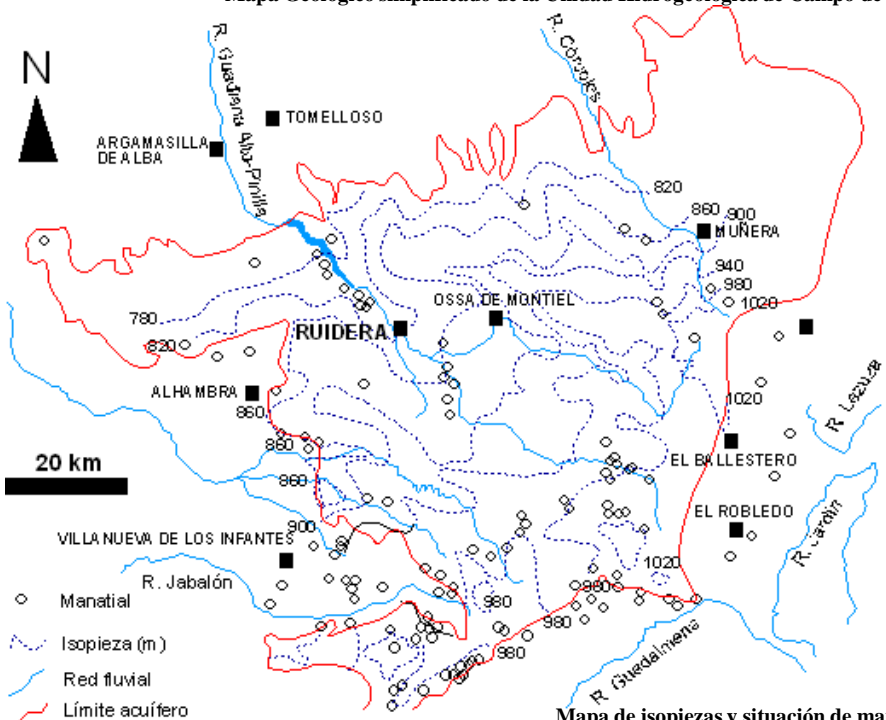 Mapa Geológico simplificado de la Unidad Hidrogeológica de Campo de
R. Guadiana Alto-Pinilla
R. Córcoles
N
TOMELLOSO
ARGAMASILLA
DE ALBA
820
860
900
MUÑERA
940
980
1020
OSSA DE MONTIEL
780
RUIDERA
820
ALHAMBRA
860
1020
R. Lezuza
860
EL BALLESTERO
20 km
860
EL ROBLEDO
R. Jardín
900
VILLANUEVA DE LOS INFANTES
1020
R. Jabalón
980
Manatial
980
980
Isopieza (m)
980
R. Guadalmena
Red fluvial
Límite acuífero
Mapa de isopiezas y situación de ma